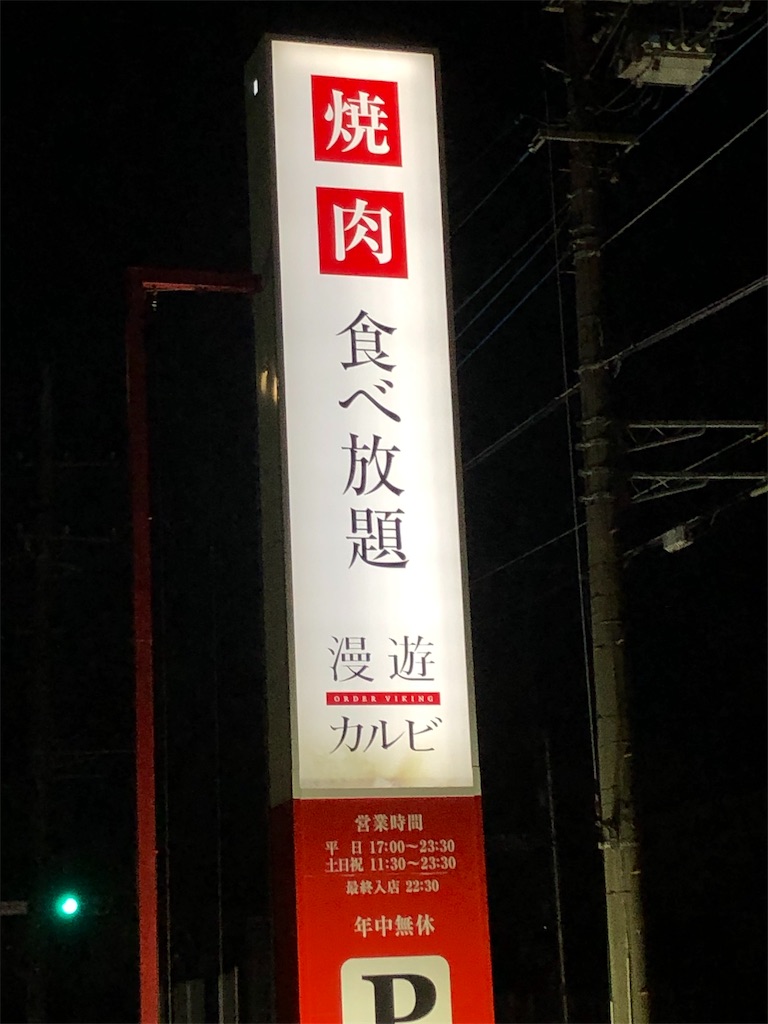 焼肉
食べ放題
漫遊
ORDER VIKING
カルビ
営業時間
平 日 17:00〜23:30
土日祝 11:30〜23:30
最終入店 22:30
年中無休
P